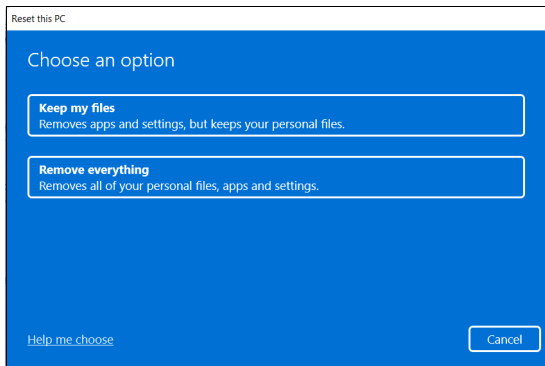 Reset this PC
Choose an option
Keep my files
Removes apps and settings, but keeps your personal files.
Remove everything
Removes all of your personal files, apps and settings.
Help me choose
Cancel